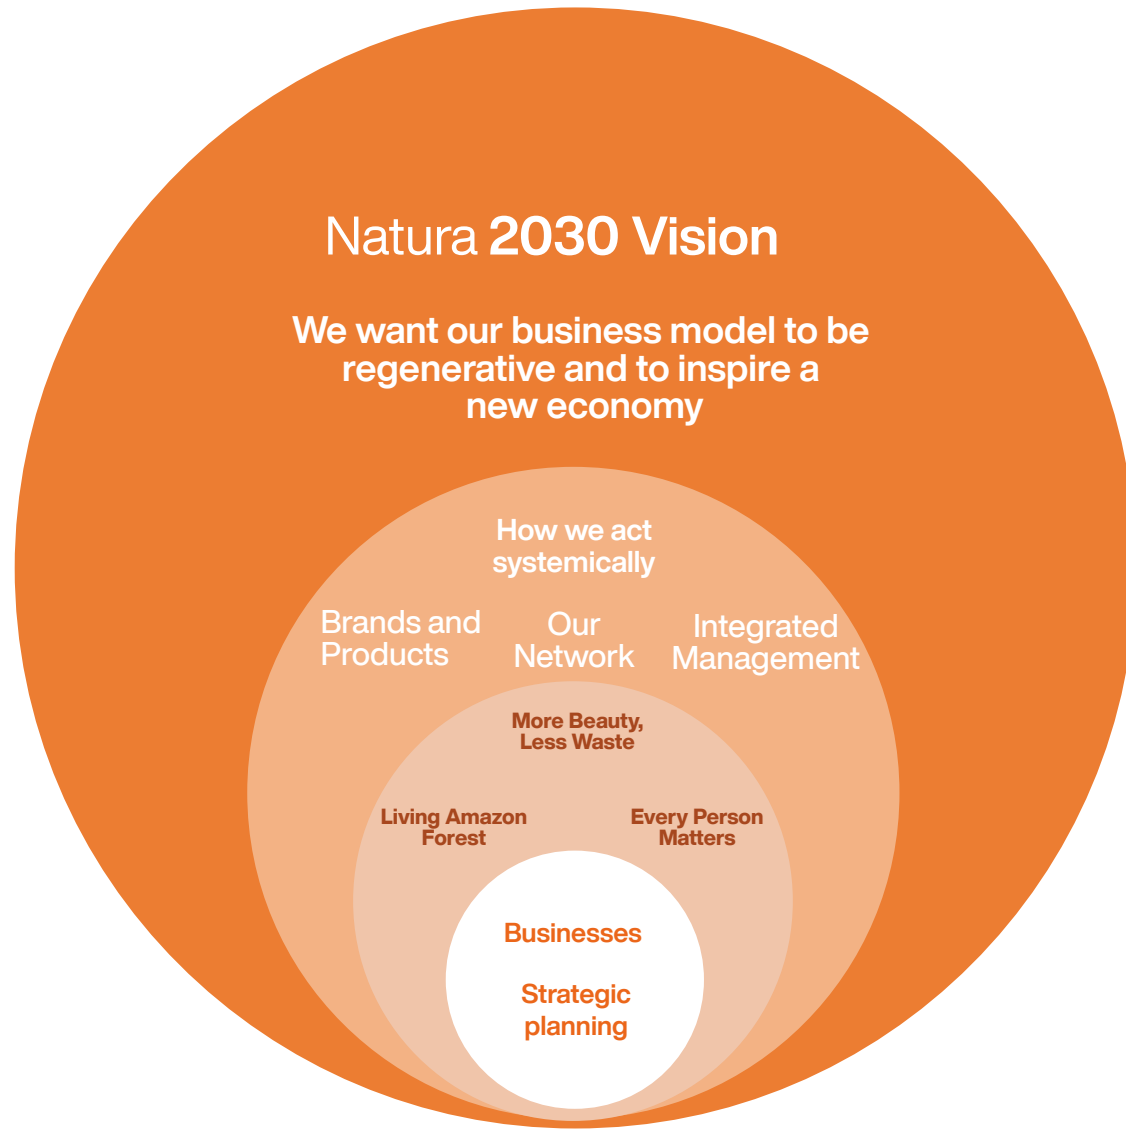 Natura 2030 Vision
We want our business model to be
regenerative and to inspire a
new economy
How we act
systemically
Brands and
Products
Our
Network
Integrated
Management
More Beauty,
Less Waste
Living Amazon
Forest
Every Person
Matters
Businesses
Strategic
planning